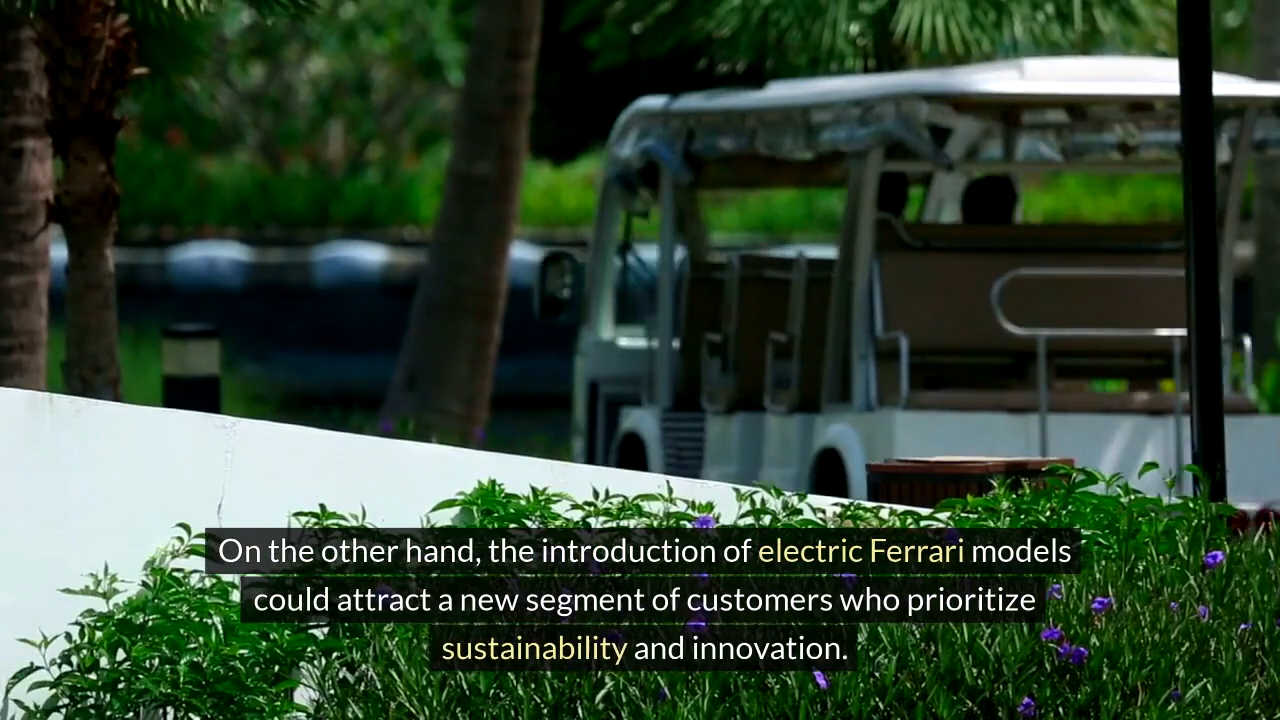 On the other hand, the introduction of electric Ferrari models
could attract a new segment of customers who prioritize
sustainability and innovation.